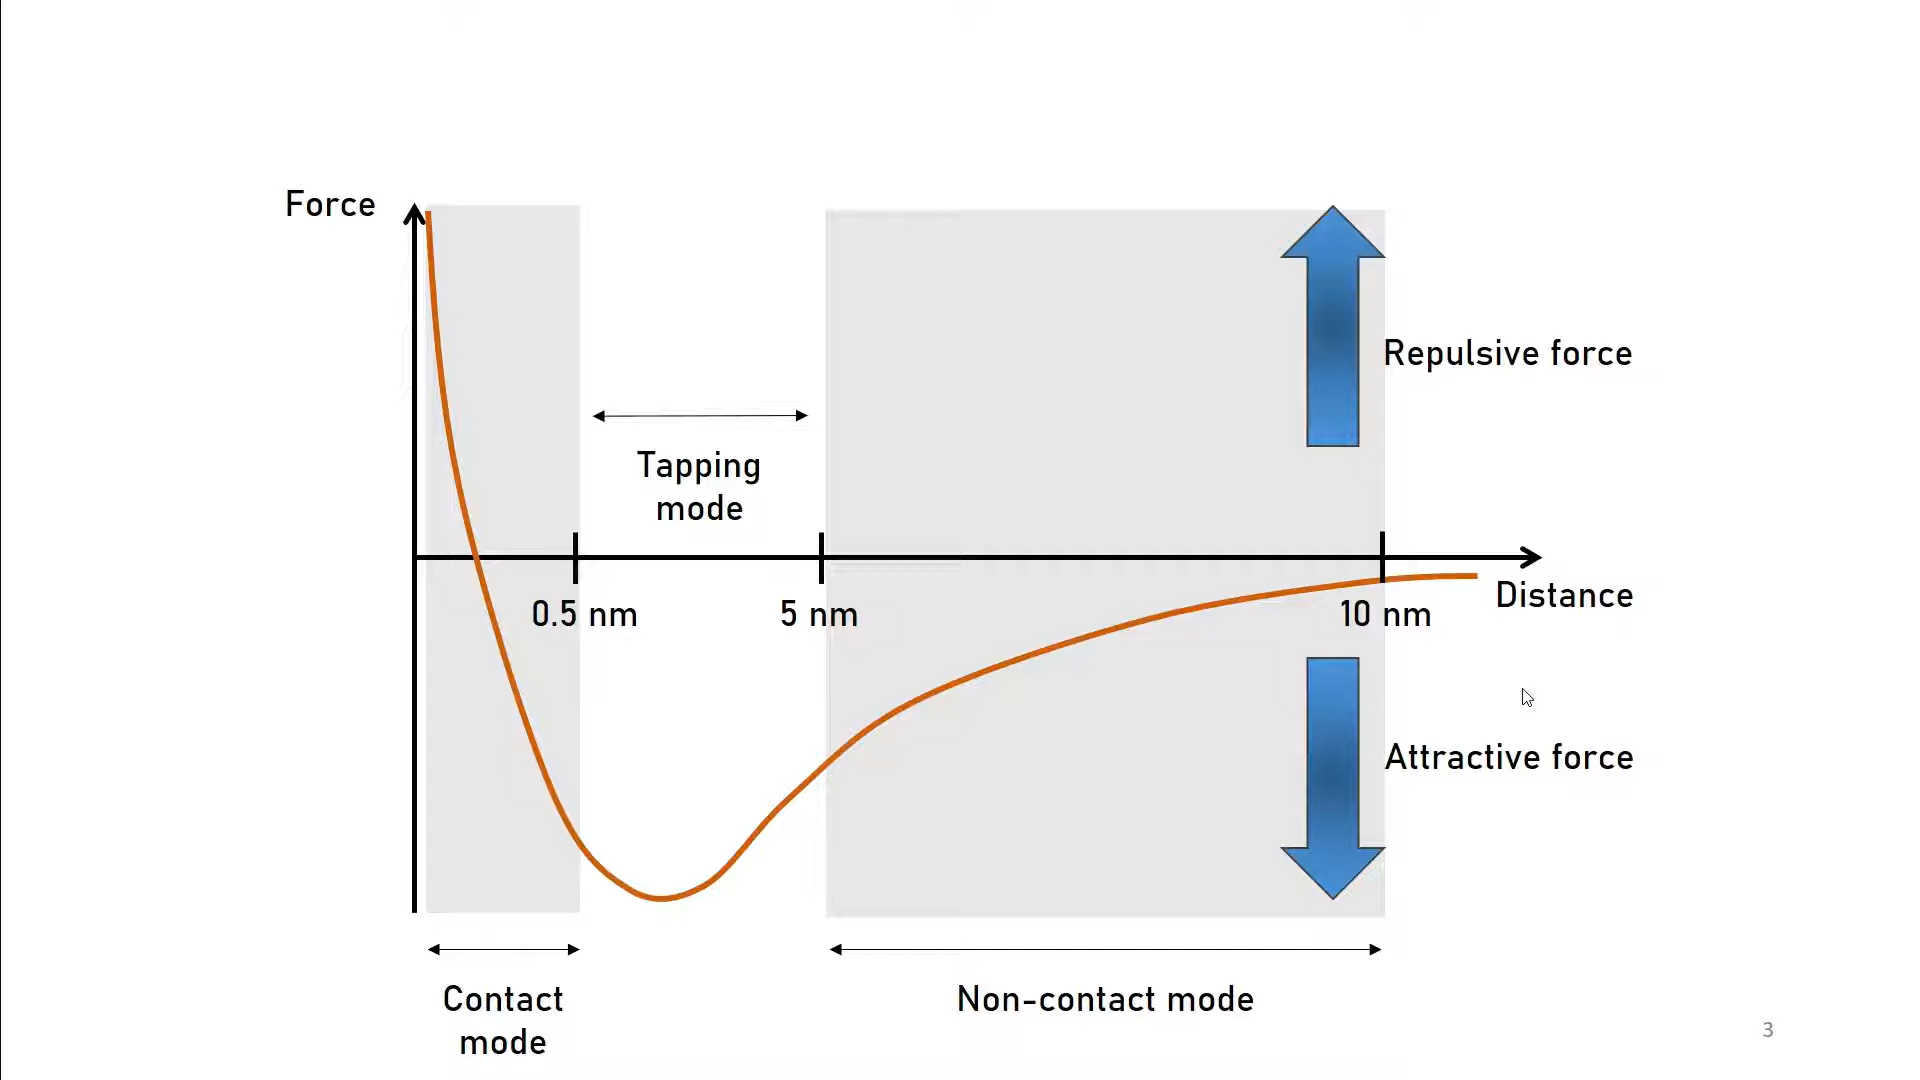 Force
Repulsive force
Tapping
mode
0.5 nm
5 nm
10 nm
Distance
Attractive force
Contact
mode
Non-contact mode
3